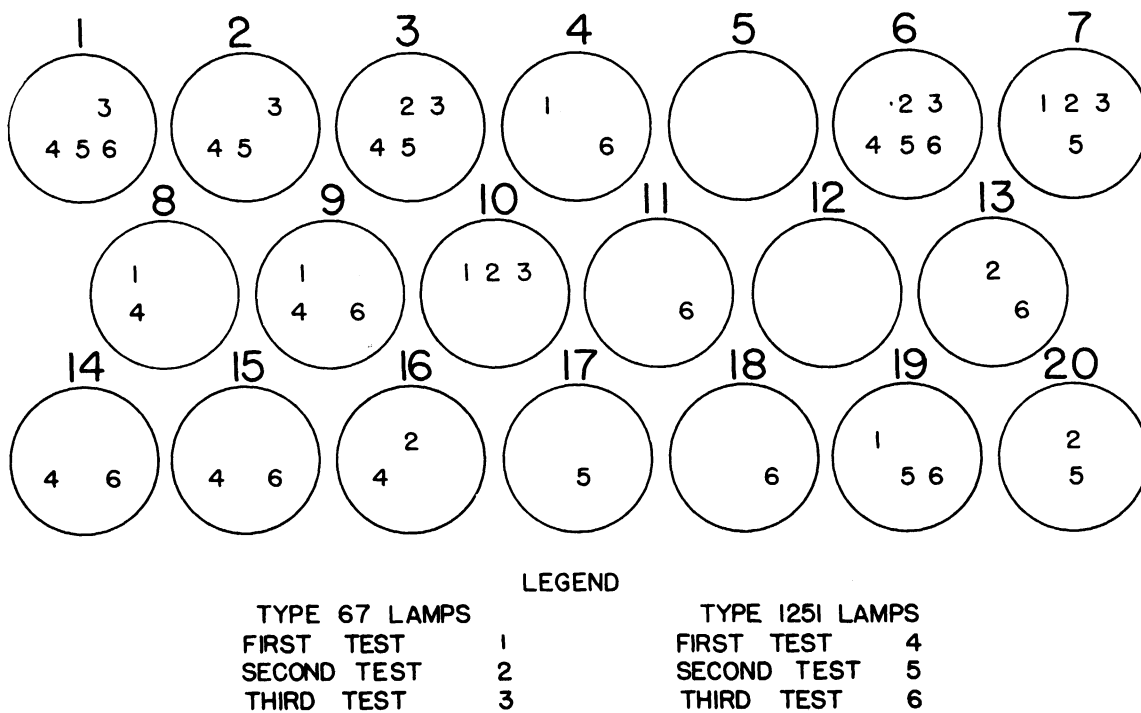 1 2 3 4 5 6 7
3 3 2 3 1 2 3 1 2 3
4 5 6 4 5 4 5 6 4 5 6 5
8 9 10 11 12 13
1 1 1 2 3 2
4 4 6 6 6
14 15 16 17 18 19 20
2 1 2
4 6 4 6 4 5 6 5 6 5
LEGEND
TYPE 67 LAMPS TYPE 1251 LAMPS
FIRST TEST 1 FIRST TEST 4
SECOND TEST 2 SECOND TEST 5
THIRD TEST 3 THIRD TEST 6